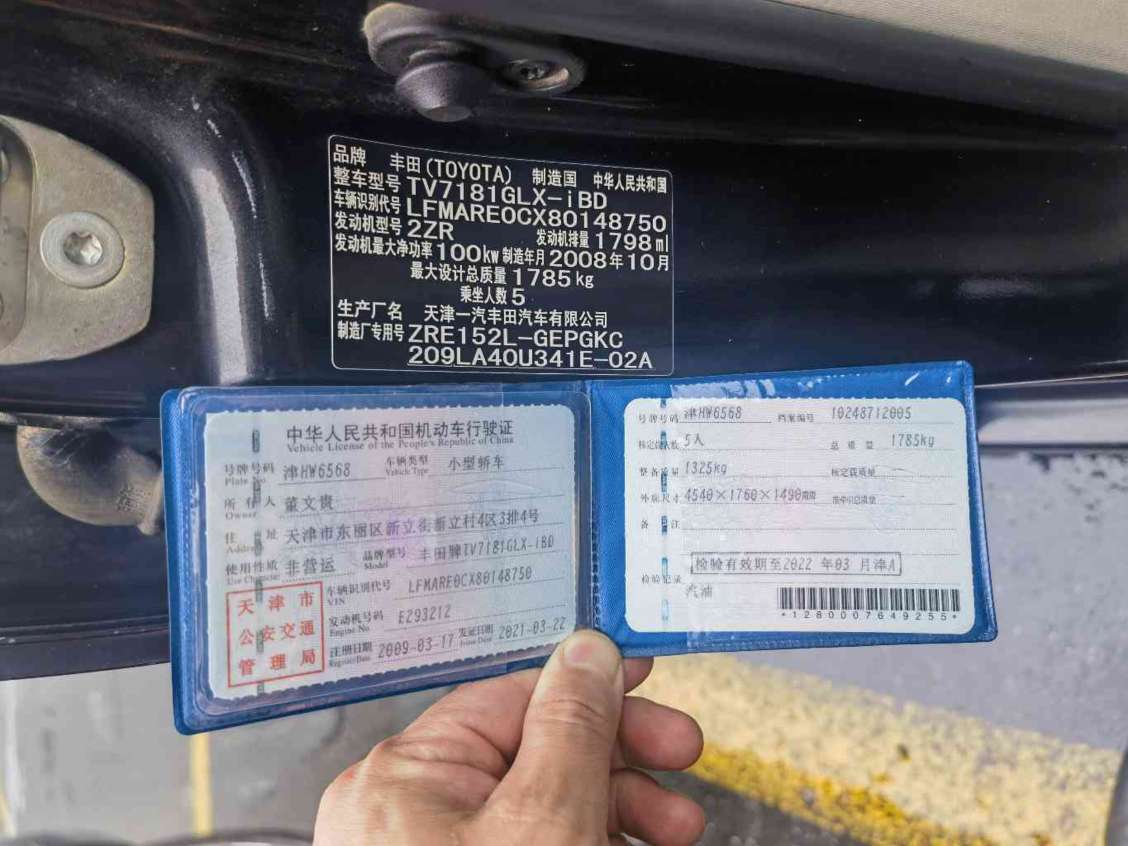 品牌 丰田(TOYOTA) 制造国 中华人民共和国
整车型号 TV7181GLX-iBD
车辆识别代号 LFMARE0CX80148750
发动机型号 2ZR 发动机排量 1798 ml
发动机最大净功率 100kw 制造年月 2008年10月
最大设计总质量 1785 kg
乘坐人数 5
生产厂名 天津一汽丰田汽车有限公司
制造厂专用号 ZRE152L-GEPGKC
209LA40U341E-02A
中华人民共和国机动车行驶证
Vehicle License of the People's Republic of China
号牌号码 津HW6568 车辆类型 小型轿车
Plate No. Vehicle Type
所有人 董文贵
Owner
住址 天津市东丽区新立街新立村4区3排4号
Address
使用性质 非营运 品牌型号 丰田牌TV7181GLX-iBD
Use Character Model
天津市
公安交通
管理局
车辆识别代号 LFMARE0CX80148750
VIN
发动机号码 E293212
Engine No.
注册日期 2009-03-17 发证日期 2021-03-22
Register Date Issue Date
号牌号码 津HW6568 档案编号 10248712005
核定载人数 5人 总质量 1785kg
整备质量 1325kg 核定载质量
外廓尺寸 4540×1760×1490mm
备注
检验有效期至2022年03月津A
检验记录
汽油
*1280007649255*